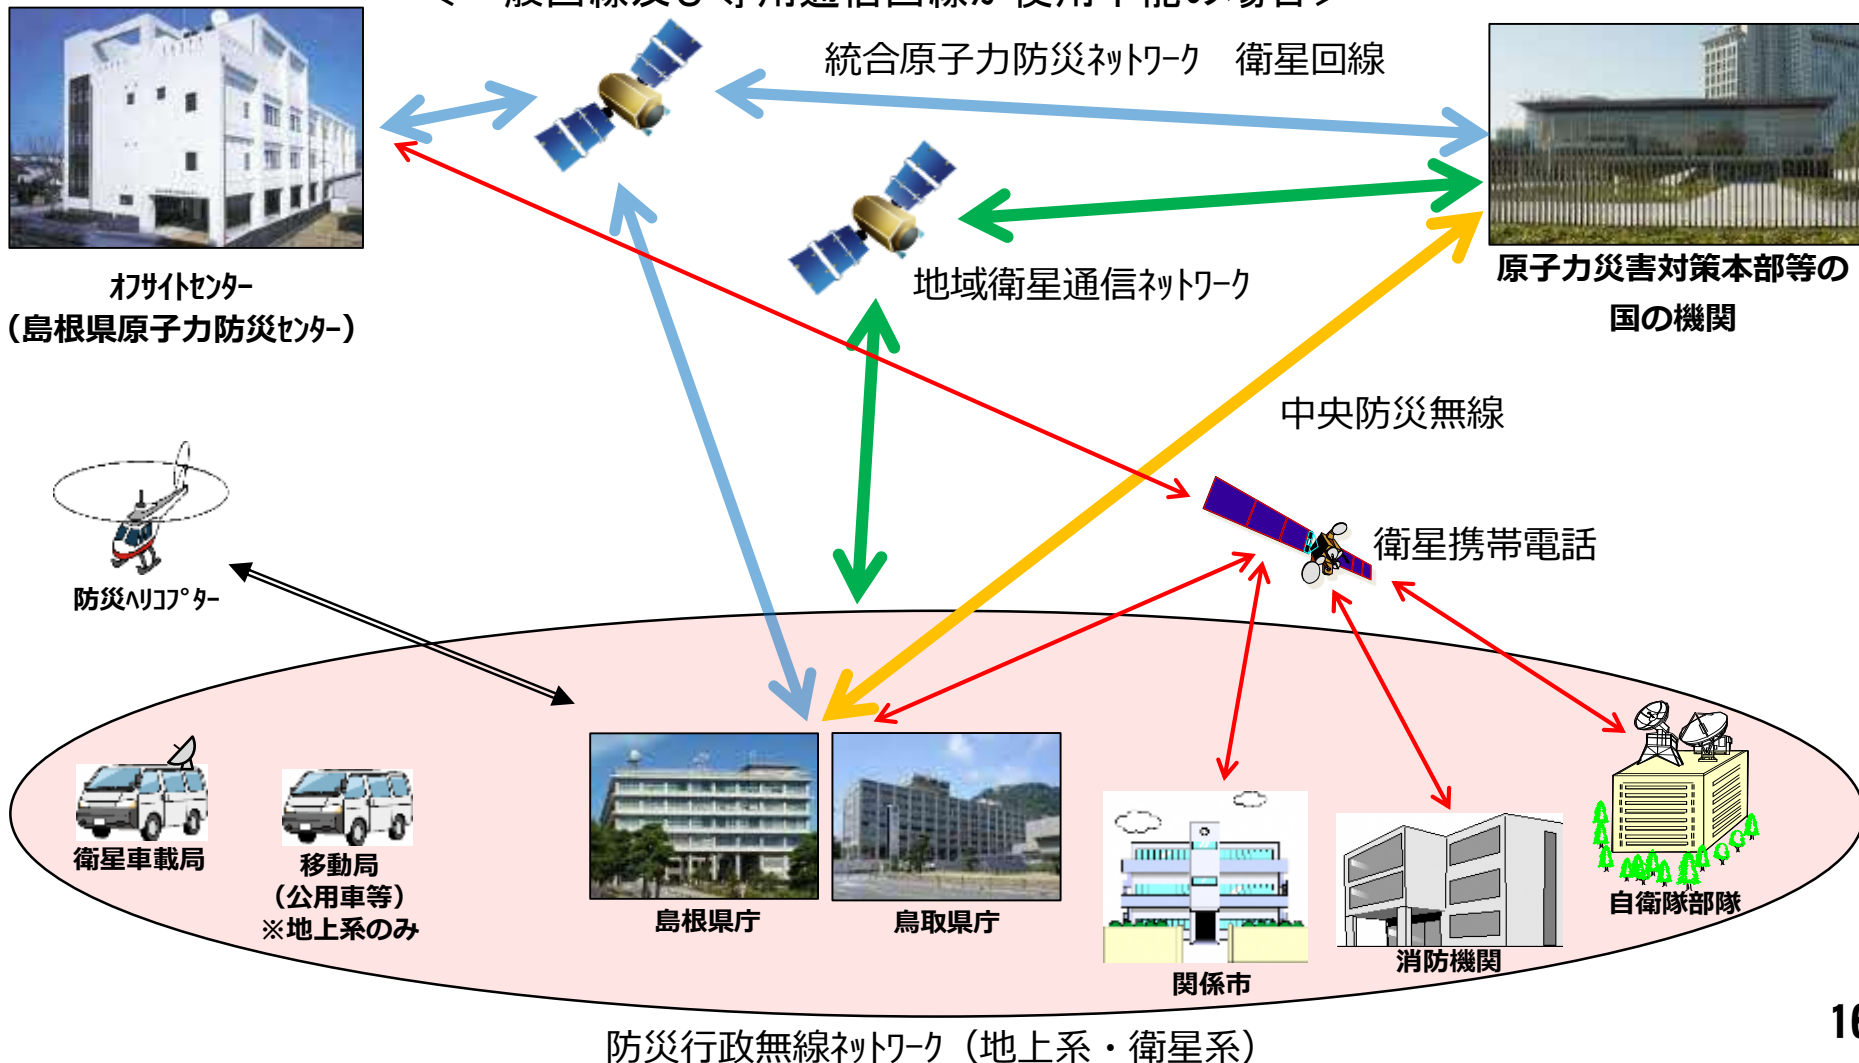 統合原子力防災ﾈｯﾄﾜｰｸ　衛星回線
地域衛星通信ﾈｯﾄﾜｰｸ
ｵﾌｻｲﾄｾﾝﾀｰ
（島根県原子力防災ｾﾝﾀｰ）
原子力災害対策本部等の
国の機関
中央防災無線
衛星携帯電話
防災ﾍﾘｺﾌﾟﾀｰ
衛星車載局
移動局
（公用車等）
※地上系のみ
島根県庁
鳥取県庁
関係市
消防機関
自衛隊部隊
防災行政無線ﾈｯﾄﾜｰｸ（地上系・衛星系）